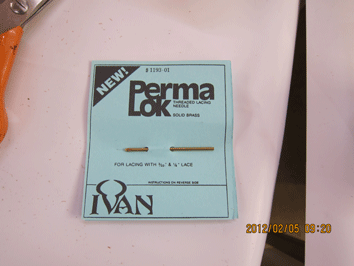 NEW!
# 1193-01
Perma
Lok
THREADED LACING
NEEDLE
SOLID BRASS
FOR LACING WITH 3/32" & 1/8" LACE
INSTRUCTIONS ON REVERSE SIDE
IVAN
2012/02/05 08:20